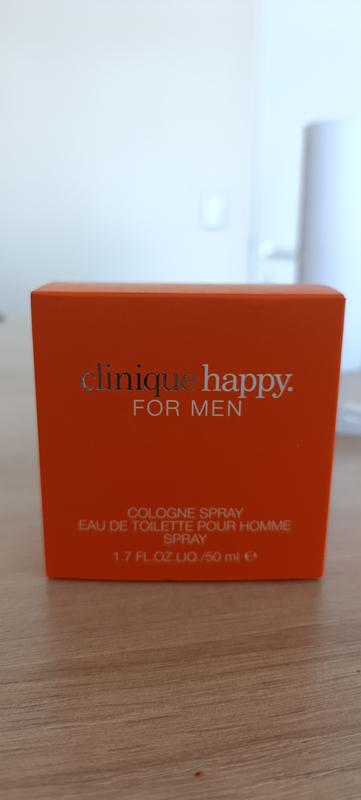 clinique happy.
FOR MEN
COLOGNE SPRAY
EAU DE TOILETTE POUR HOMME
SPRAY
1.7 FL.OZ.LIQ./50 ml ℮